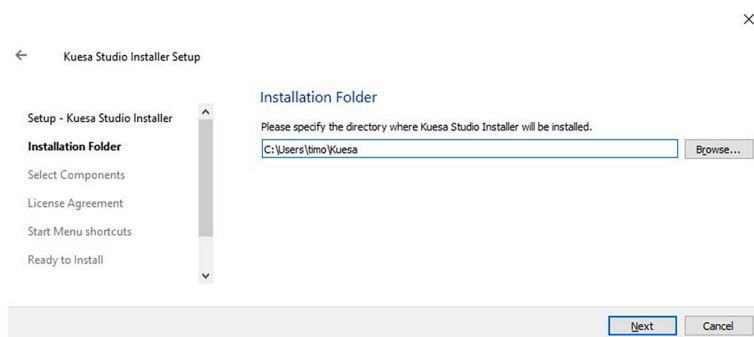 Kuesa Studio Installer Setup
Setup - Kuesa Studio Installer
Installation Folder
Select Components
License Agreement
Start Menu shortcuts
Ready to Install
Installation Folder
Please specify the directory where Kuesa Studio Installer will be installed.
C:\Users\timo\Kuesa
Browse...
Next
Cancel